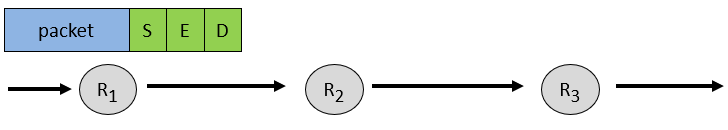 packet S E D
R1 R2 R3